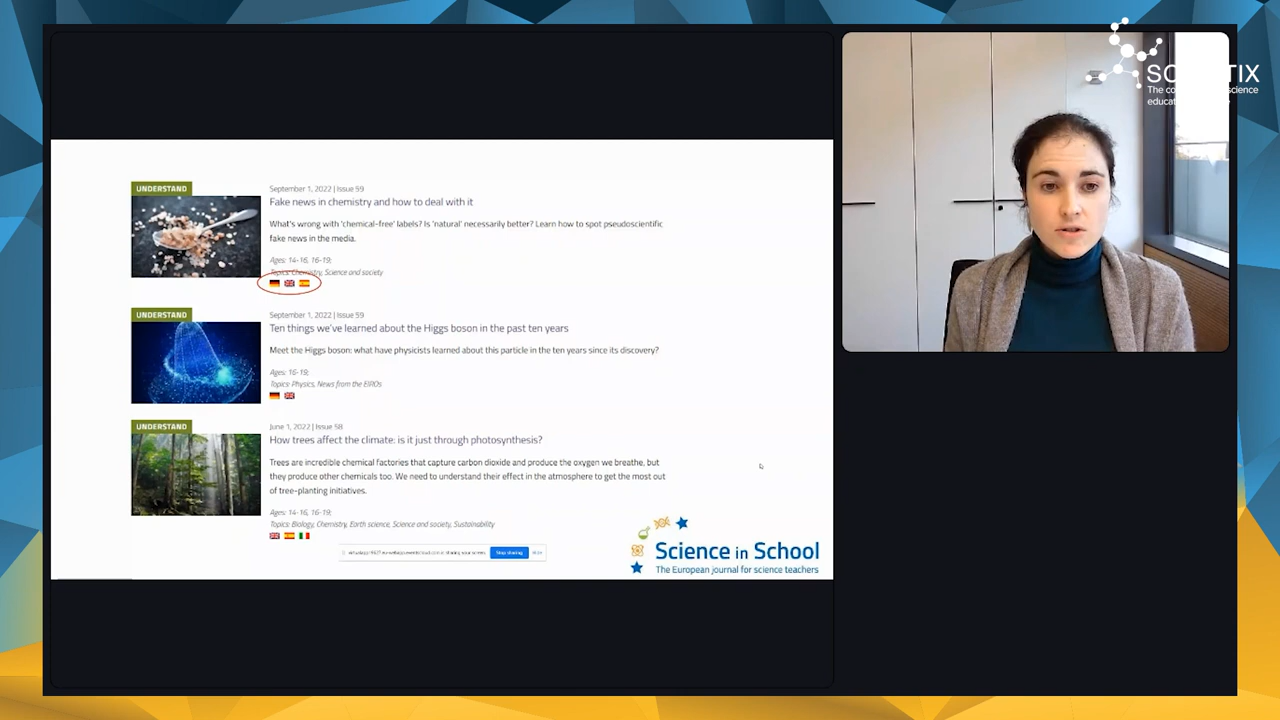 UNDERSTAND
September 1, 2022 | Issue 59
Fake news in chemistry and how to deal with it
What's wrong with 'chemical-free' labels? Is 'natural' necessarily better? Learn how to spot pseudoscientific
fake news in the media.
Ages: 14-16, 16-19;
Topics: Chemistry, Science and society
UNDERSTAND
September 1, 2022 | Issue 59
Ten things we've learned about the Higgs boson in the past ten years
Meet the Higgs boson: what have physicists learned about this particle in the ten years since its discovery?
Ages: 16-19;
Topics: Physics, News from the EIROs
UNDERSTAND
June 1, 2022 | Issue 58
How trees affect the climate: is it just through photosynthesis?
Trees are incredible chemical factories that capture carbon dioxide and produce the oxygen we breathe, but
they produce other chemicals too. We need to understand their effect in the atmosphere to get the most out
of tree-planting initiatives.
Ages: 14-16, 16-19;
Topics: Biology, Chemistry, Earth science, Science and society, Sustainability
is sharing your screen.
Stop sharing
Hide
Science in School
The European journal for science teachers
The science